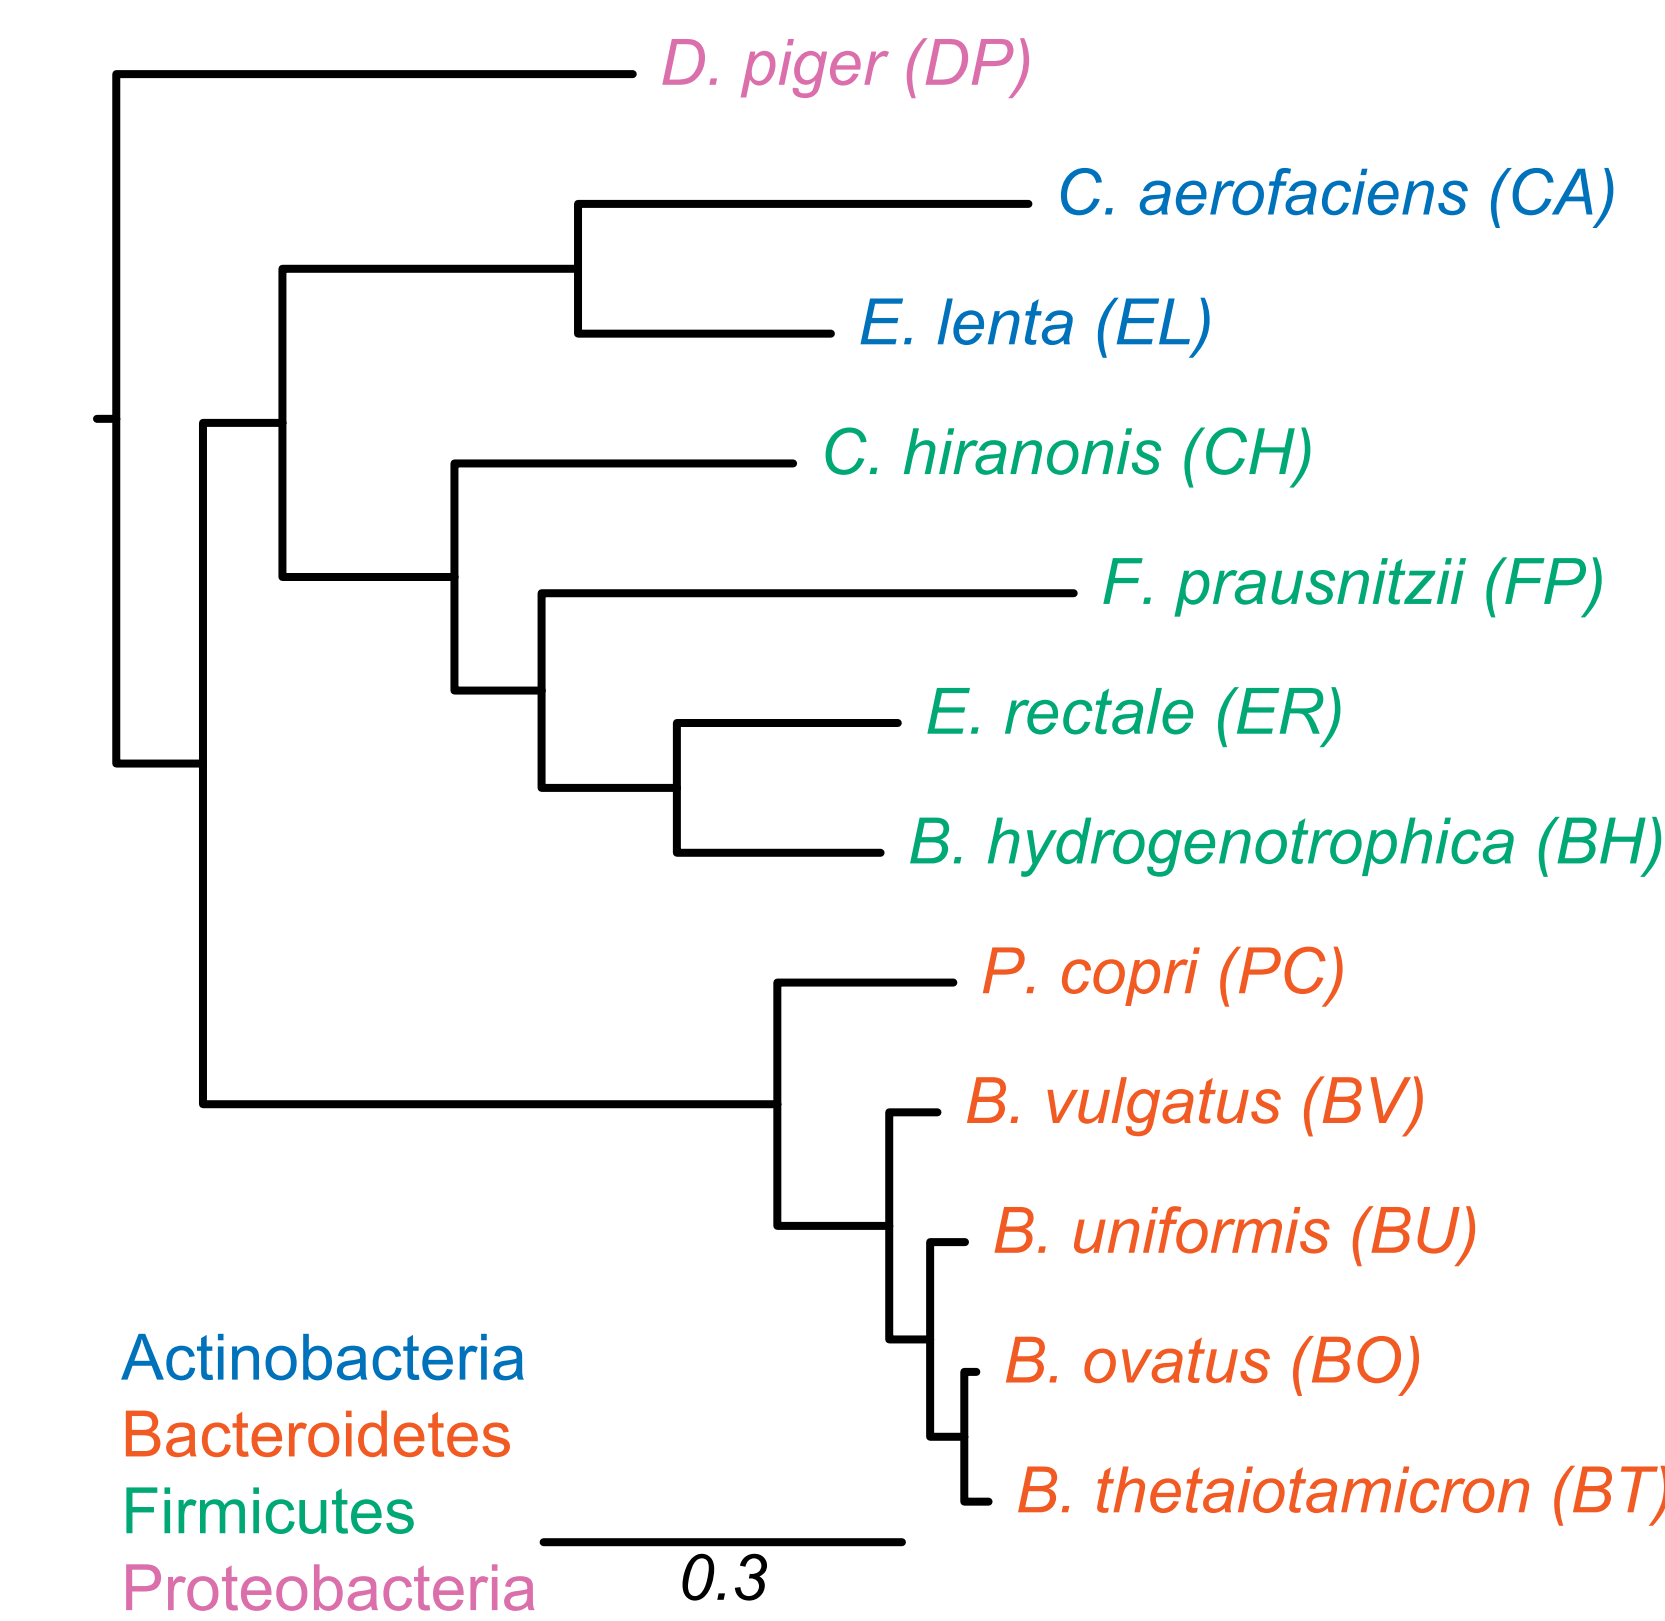 D. piger (DP)
C. aerofaciens (CA)
E. lenta (EL)
C. hiranonis (CH)
F. prausnitzii (FP)
E. rectale (ER)
B. hydrogenotrophica (BH)
P. copri (PC)
B. vulgatus (BV)
B. uniformis (BU)
B. ovatus (BO)
B. thetaiotamicron (BT)
Actinobacteria
Bacteroidetes
Firmicutes
Proteobacteria
0.3